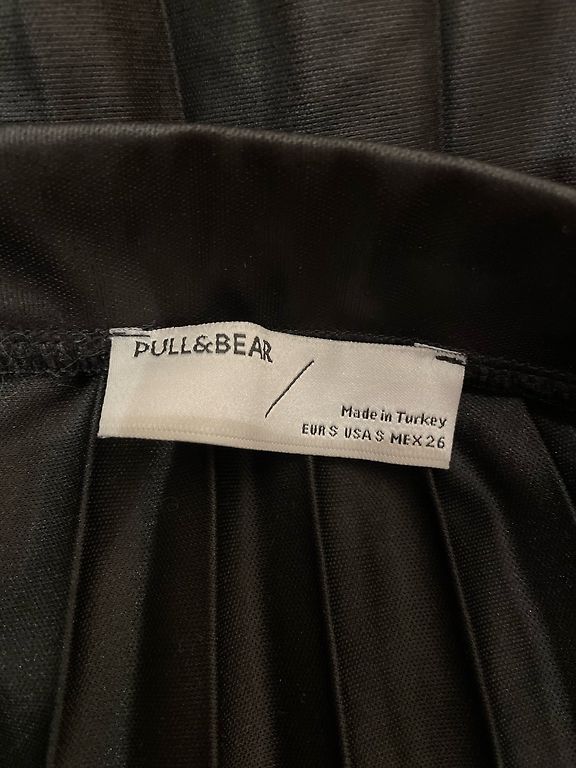 PULL&BEAR
Made in Turkey
EUR S USA S MEX 26